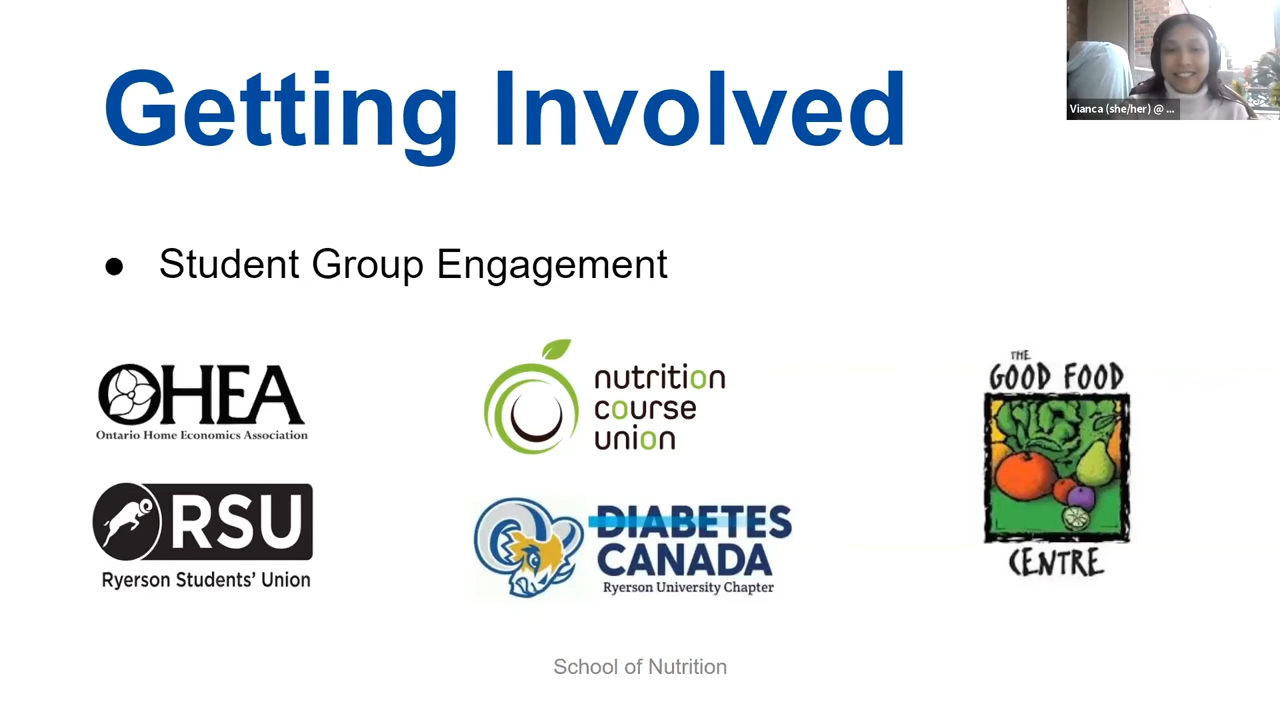 Getting Involved
Vianca (she/her) @ ...
● Student Group Engagement
OHEA
Ontario Home Economics Association
nutrition
course
union
THE
GOOD FOOD
CENTRE
RSU
Ryerson Students' Union
DIABETES
CANADA
Ryerson University Chapter
School of Nutrition